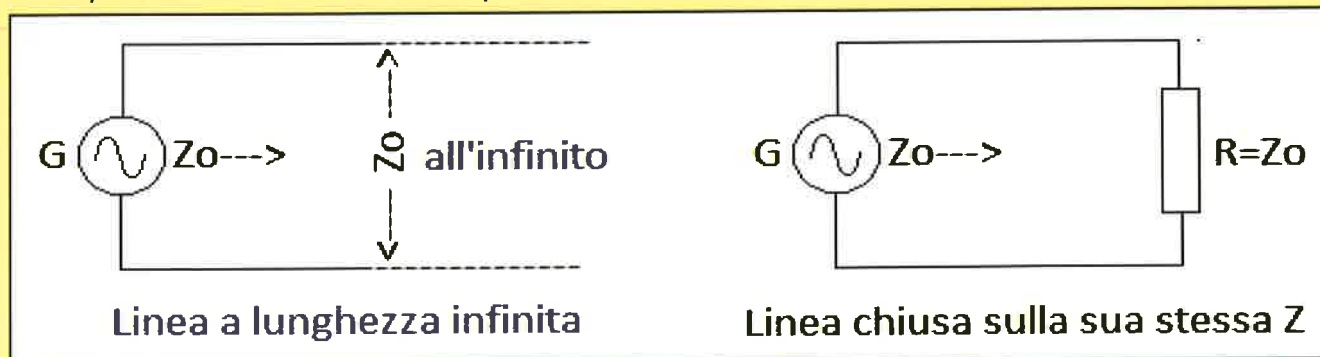 G Zo---> Zo all'infinito
Linea a lunghezza infinita
G Zo---> R=Zo
Linea chiusa sulla sua stessa Z